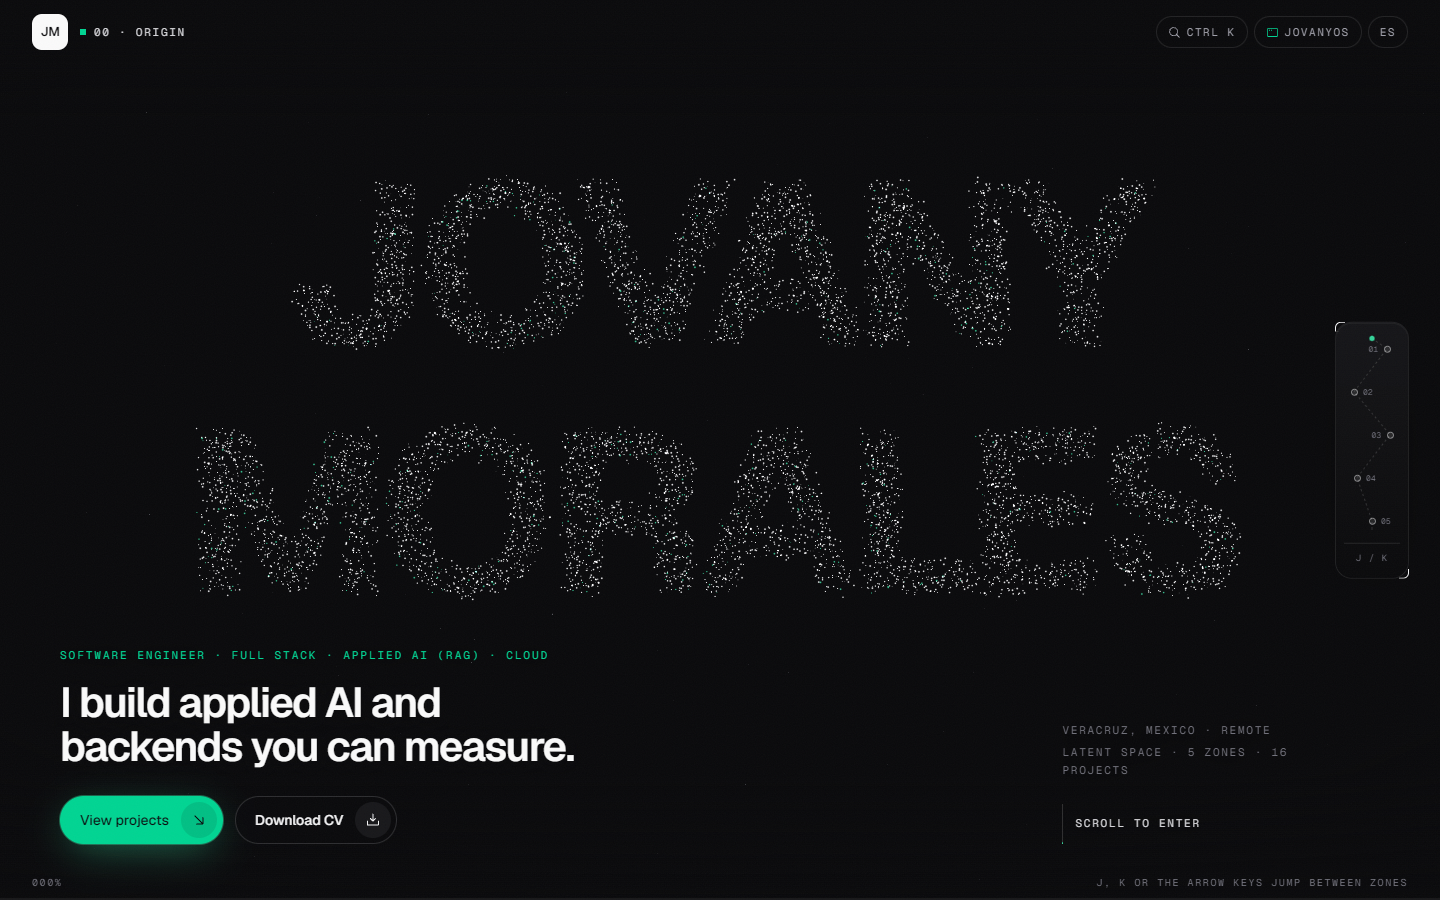 JM
00 · ORIGIN
CTRL K
JOVANYOS
ES
JOVANY
MORALES
01
02
03
04
05
J / K
SOFTWARE ENGINEER · FULL STACK · APPLIED AI (RAG) · CLOUD
I build applied AI and
backends you can measure.
View projects
Download CV
VERACRUZ, MEXICO · REMOTE
LATENT SPACE · 5 ZONES · 16
PROJECTS
SCROLL TO ENTER
000%
J, K OR THE ARROW KEYS JUMP BETWEEN ZONES